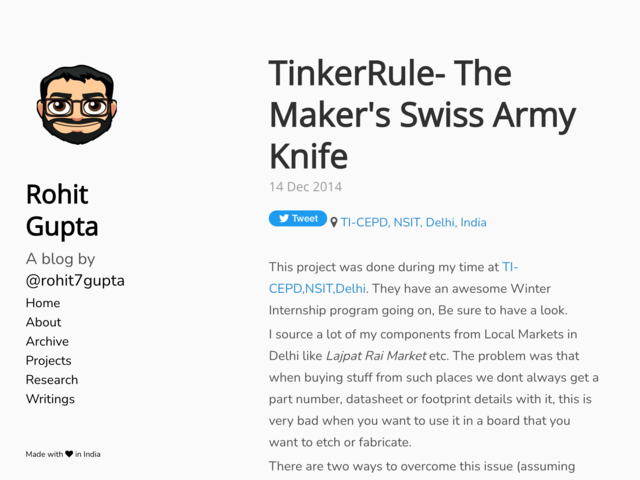 Rohit
Gupta
A blog by
@rohit7gupta
Home
About
Archive
Projects
Research
Writings
Made with in India
TinkerRule- The
Maker's Swiss Army
Knife
14 Dec 2014
Tweet TI-CEPD, NSIT, Delhi, India
This project was done during my time at TI-
CEPD,NSIT,Delhi. They have an awesome Winter
Internship program going on, Be sure to have a look.
I source a lot of my components from Local Markets in
Delhi like Lajpat Rai Market etc. The problem was that
when buying stuff from such places we dont always get a
part number, datasheet or footprint details with it, this is
very bad when you want to use it in a board that you
want to etch or fabricate.
There are two ways to overcome this issue (assuming